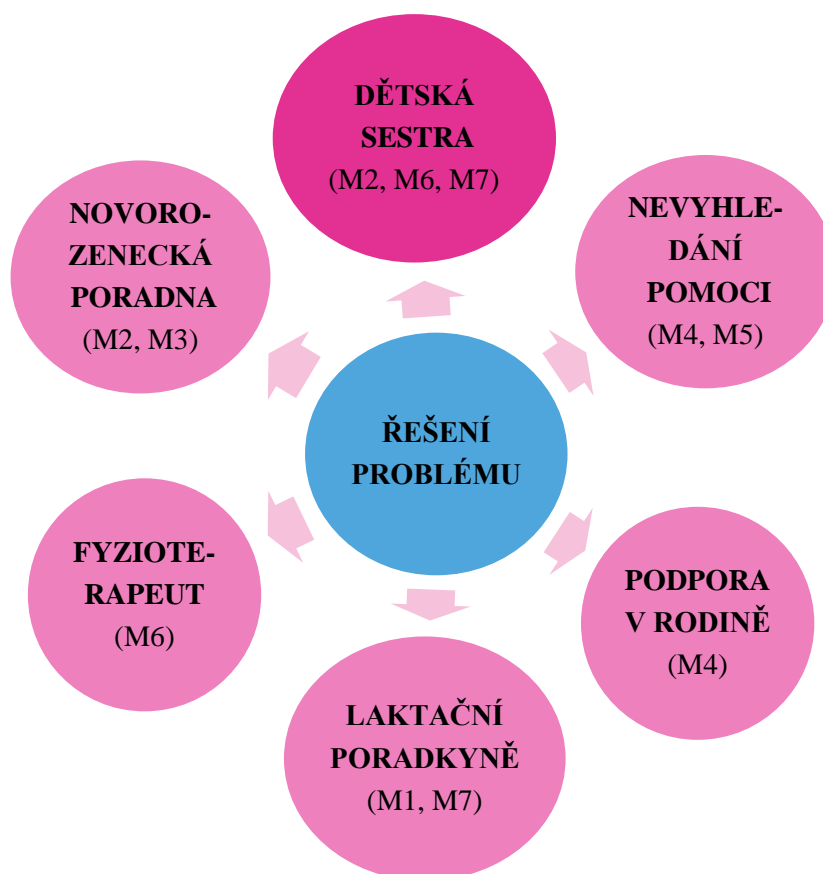 DĚTSKÁ
SESTRA
(M2, M6, M7)
NOVORO-
ZENECKÁ
PORADNA
(M2, M3)
NEVYHLE-
DÁNÍ
POMOCI
(M4, M5)
ŘEŠENÍ
PROBLÉMU
FYZIOTE-
RAPEUT
(M6)
PODPORA
V RODINĚ
(M4)
LAKTAČNÍ
PORADKYNĚ
(M1, M7)